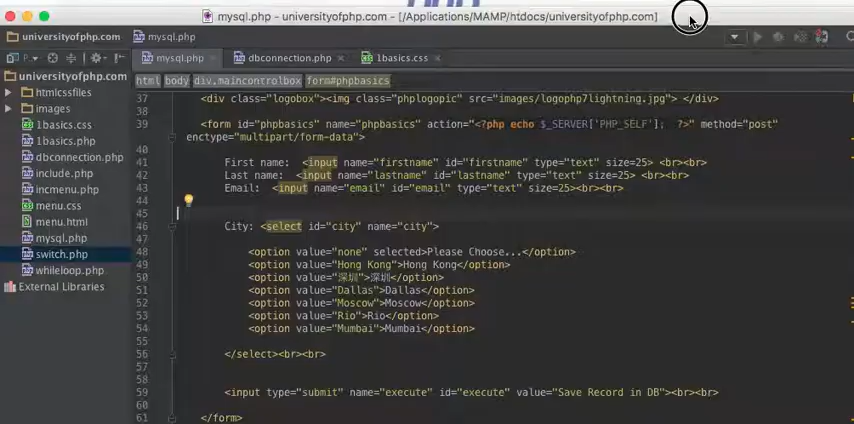 mysql.php - universityofphp.com - [/Applications/MAMP/htdocs/universityofphp.com]
universityofphp.com mysql.php
P.. mysql.php dbconnection.php 1basics.css
universityofphp.com
htmlcssfiles
images
1basics.css
1basics.php
dbconnection.php
include.php
incmenu.php
menu.css
menu.html
mysql.php
switch.php
whileloop.php
External Libraries
html body div.maincontrolbox form#phpbasics
37 <div class="logobox"><img class="phplogopic" src="images/logophp7lightning.jpg"> </div>
38
39 <form id="phpbasics" name="phpbasics" action="<?php echo $_SERVER['PHP_SELF']; ?>" method="post"
enctype="multipart/form-data">
40
41 First name: <input name="firstname" id="firstname" type="text" size=25> <br><br>
42 Last name: <input name="lastname" id="lastname" type="text" size=25> <br><br>
43 Email: <input name="email" id="email" type="text" size=25><br><br>
44
45
46 City: <select id="city" name="city">
47
48 <option value="none" selected>Please Choose...</option>
49 <option value="Hong Kong">Hong Kong</option>
50 <option value="深圳">深圳</option>
51 <option value="Dallas">Dallas</option>
52 <option value="Moscow">Moscow</option>
53 <option value="Rio">Rio</option>
54 <option value="Mumbai">Mumbai</option>
55
56 </select><br><br>
57
58
59 <input type="submit" name="execute" id="execute" value="Save Record in DB"><br><br>
60
61 </form>